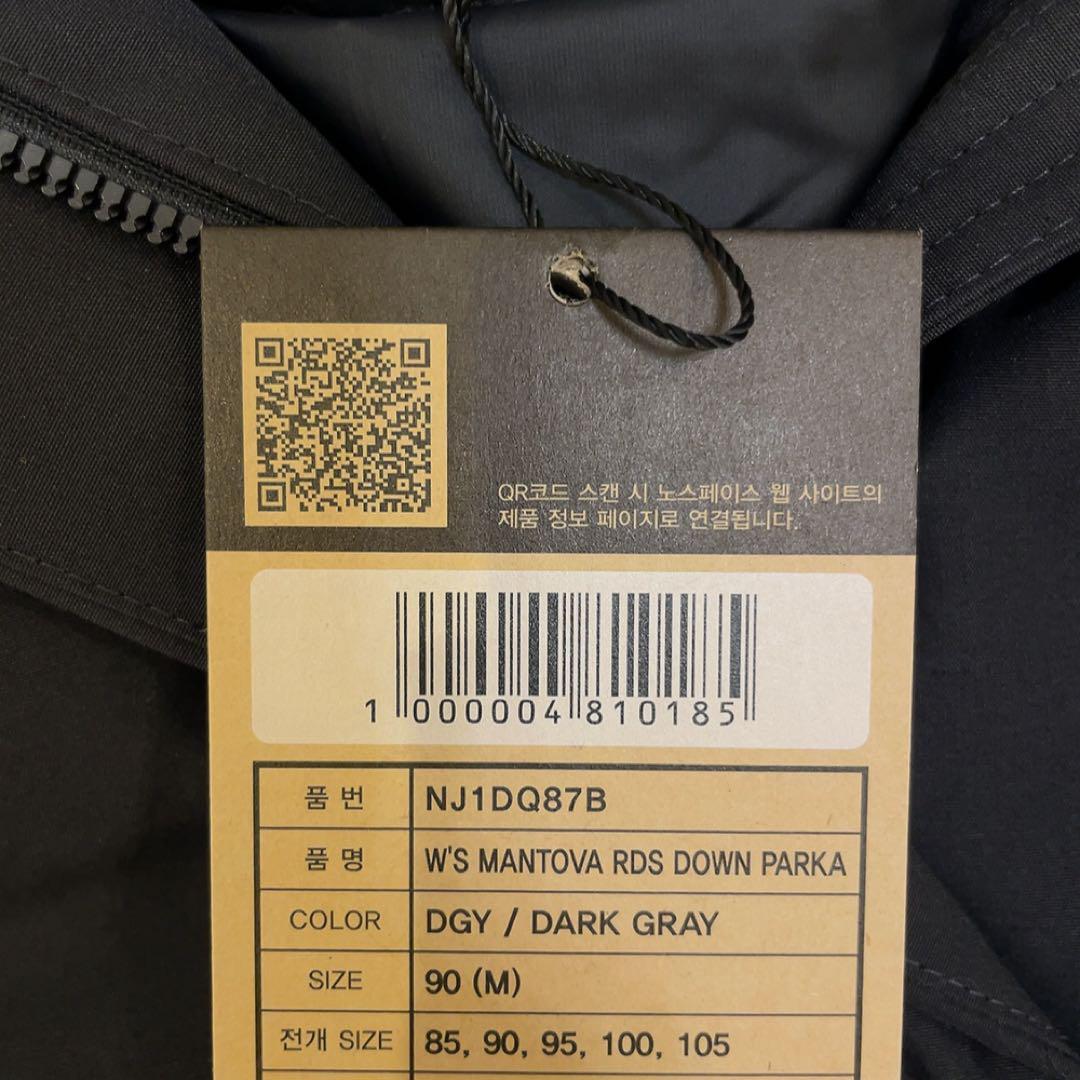 QR코드 스캔 시 노스페이스 웹 사이트의
제품 정보 페이지로 연결됩니다.
1 000004 810185
품 번 NJ1DQ87B
품 명 W'S MANTOVA RDS DOWN PARKA
COLOR DGY / DARK GRAY
SIZE 90 (M)
전개 SIZE 85, 90, 95, 100, 105